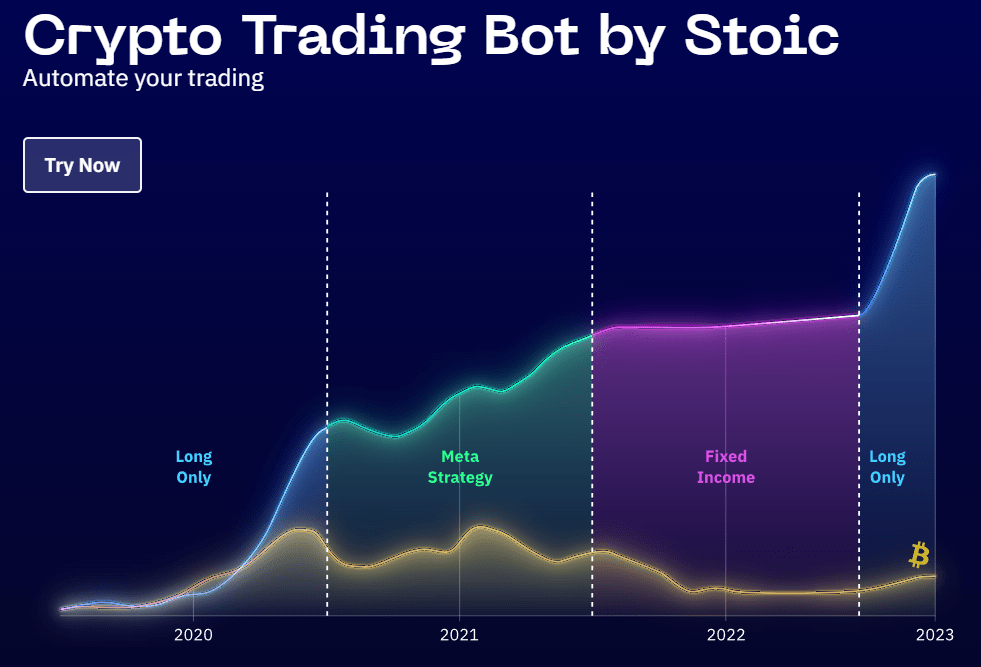 Crypto Trading Bot by Stoic
Automate your trading
Try Now
Long
Only
Meta
Strategy
Fixed
Income
Long
Only
2020
2021
2022
2023